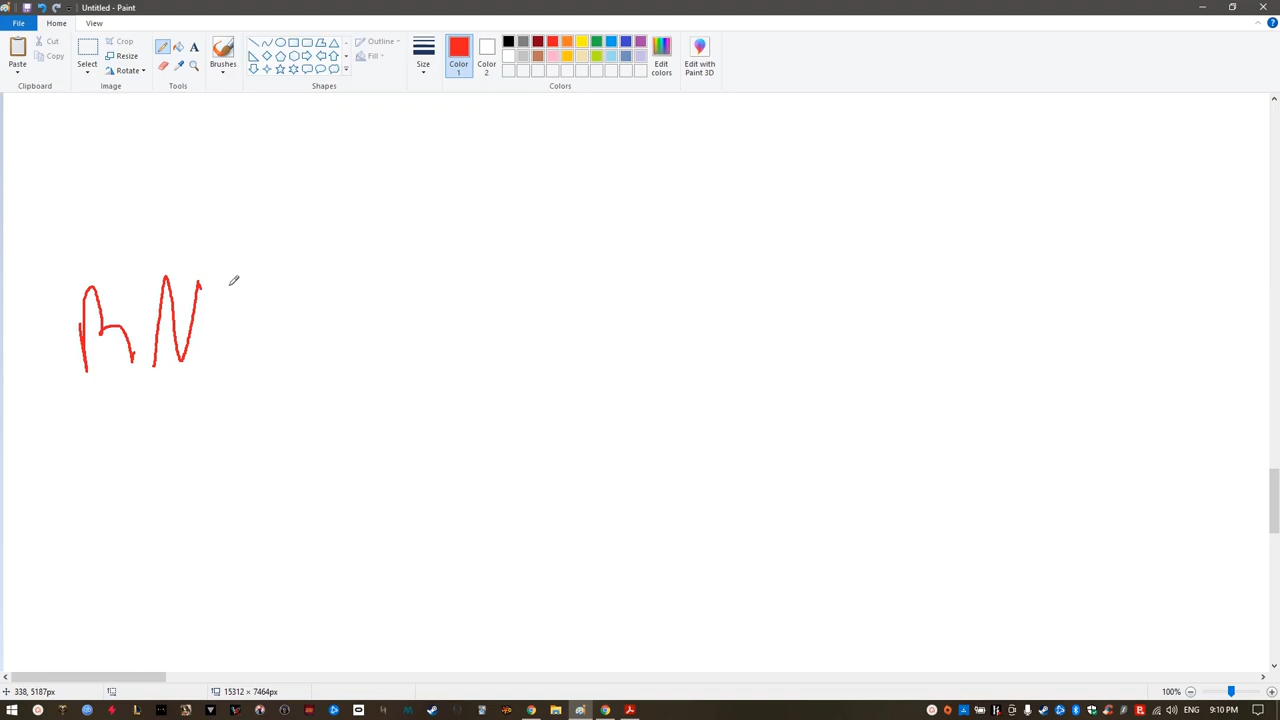 Untitled - Paint
File Home View
Paste Cut Copy Clipboard
Select Crop Resize Rotate Image
Tools
Brushes
Outline Fill Shapes
Size
Color 1 Color 2 Edit colors Colors
Edit with Paint 3D
RN
338, 5187px 15312 × 7464px 100%
ENG 9:10 PM